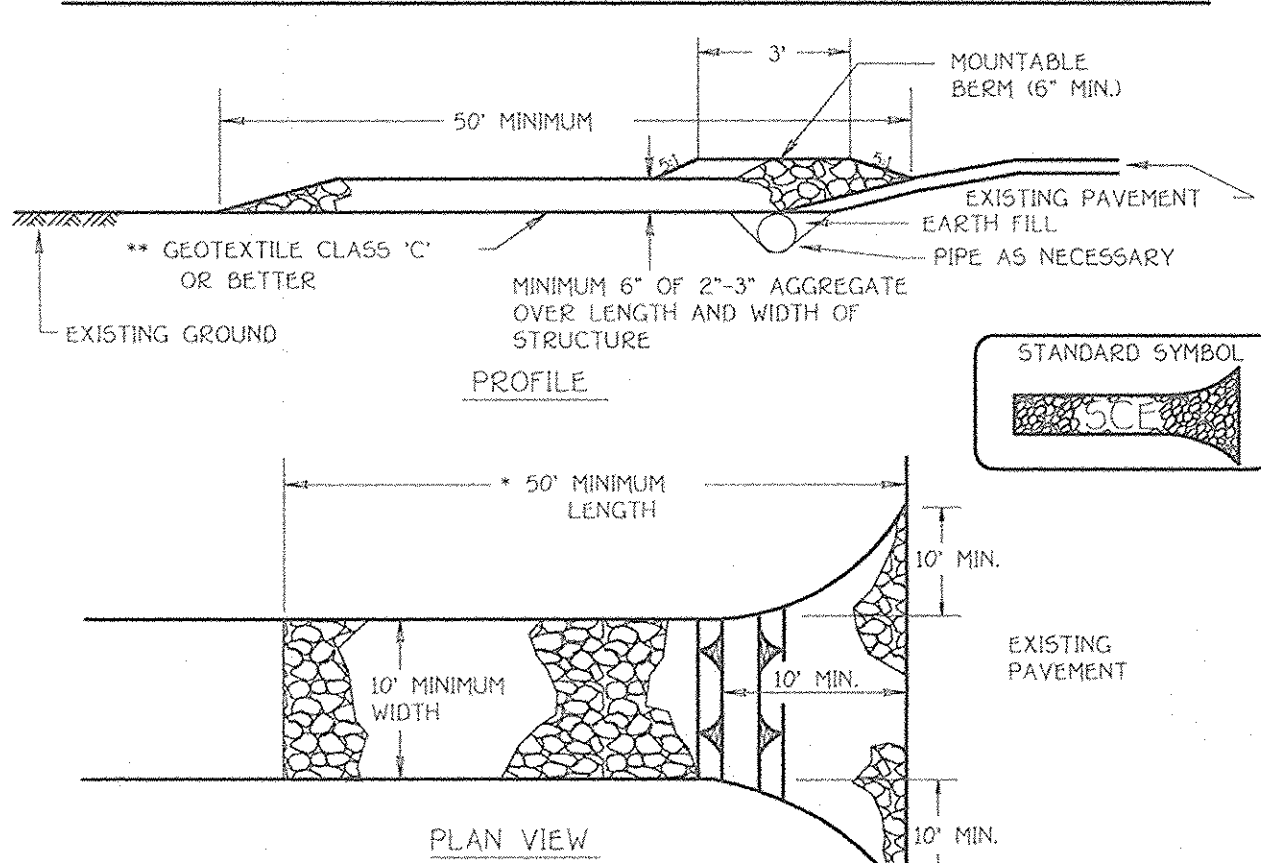 3'
MOUNTABLE
BERM (6" MIN.)
50' MINIMUM
5:1
5:1
EXISTING PAVEMENT
EARTH FILL
** GEOTEXTILE CLASS 'C'
OR BETTER
PIPE AS NECESSARY
MINIMUM 6" OF 2"-3" AGGREGATE
OVER LENGTH AND WIDTH OF
STRUCTURE
EXISTING GROUND
PROFILE
STANDARD SYMBOL
SCE
* 50' MINIMUM
LENGTH
10' MIN.
EXISTING
PAVEMENT
10' MINIMUM
WIDTH
10' MIN.
10' MIN.
PLAN VIEW